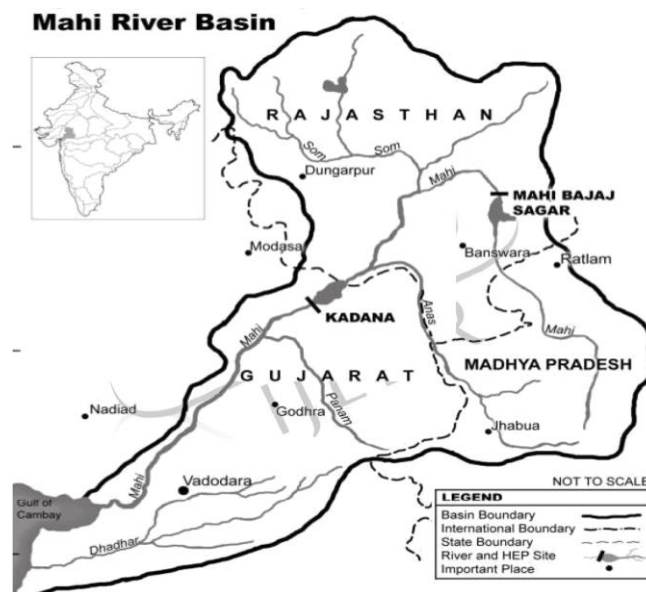 Mahi River Basin
RAJASTHAN
Som
Som
Dungarpur
Mahi
MAHI BAJAJ
SAGAR
Modasa
Banswara
Ratlam
KADANA
Anas
Mahi
Mahi
MADHYA PRADESH
GUJARAT
Panam
Nadiad
Godhra
Jhabua
Mahi
Vadodara
Gulf of
Cambay
Dhadhar
NOT TO SCALE
LEGEND
Basin Boundary
International Boundary
State Boundary
River and HEP Site
Important Place